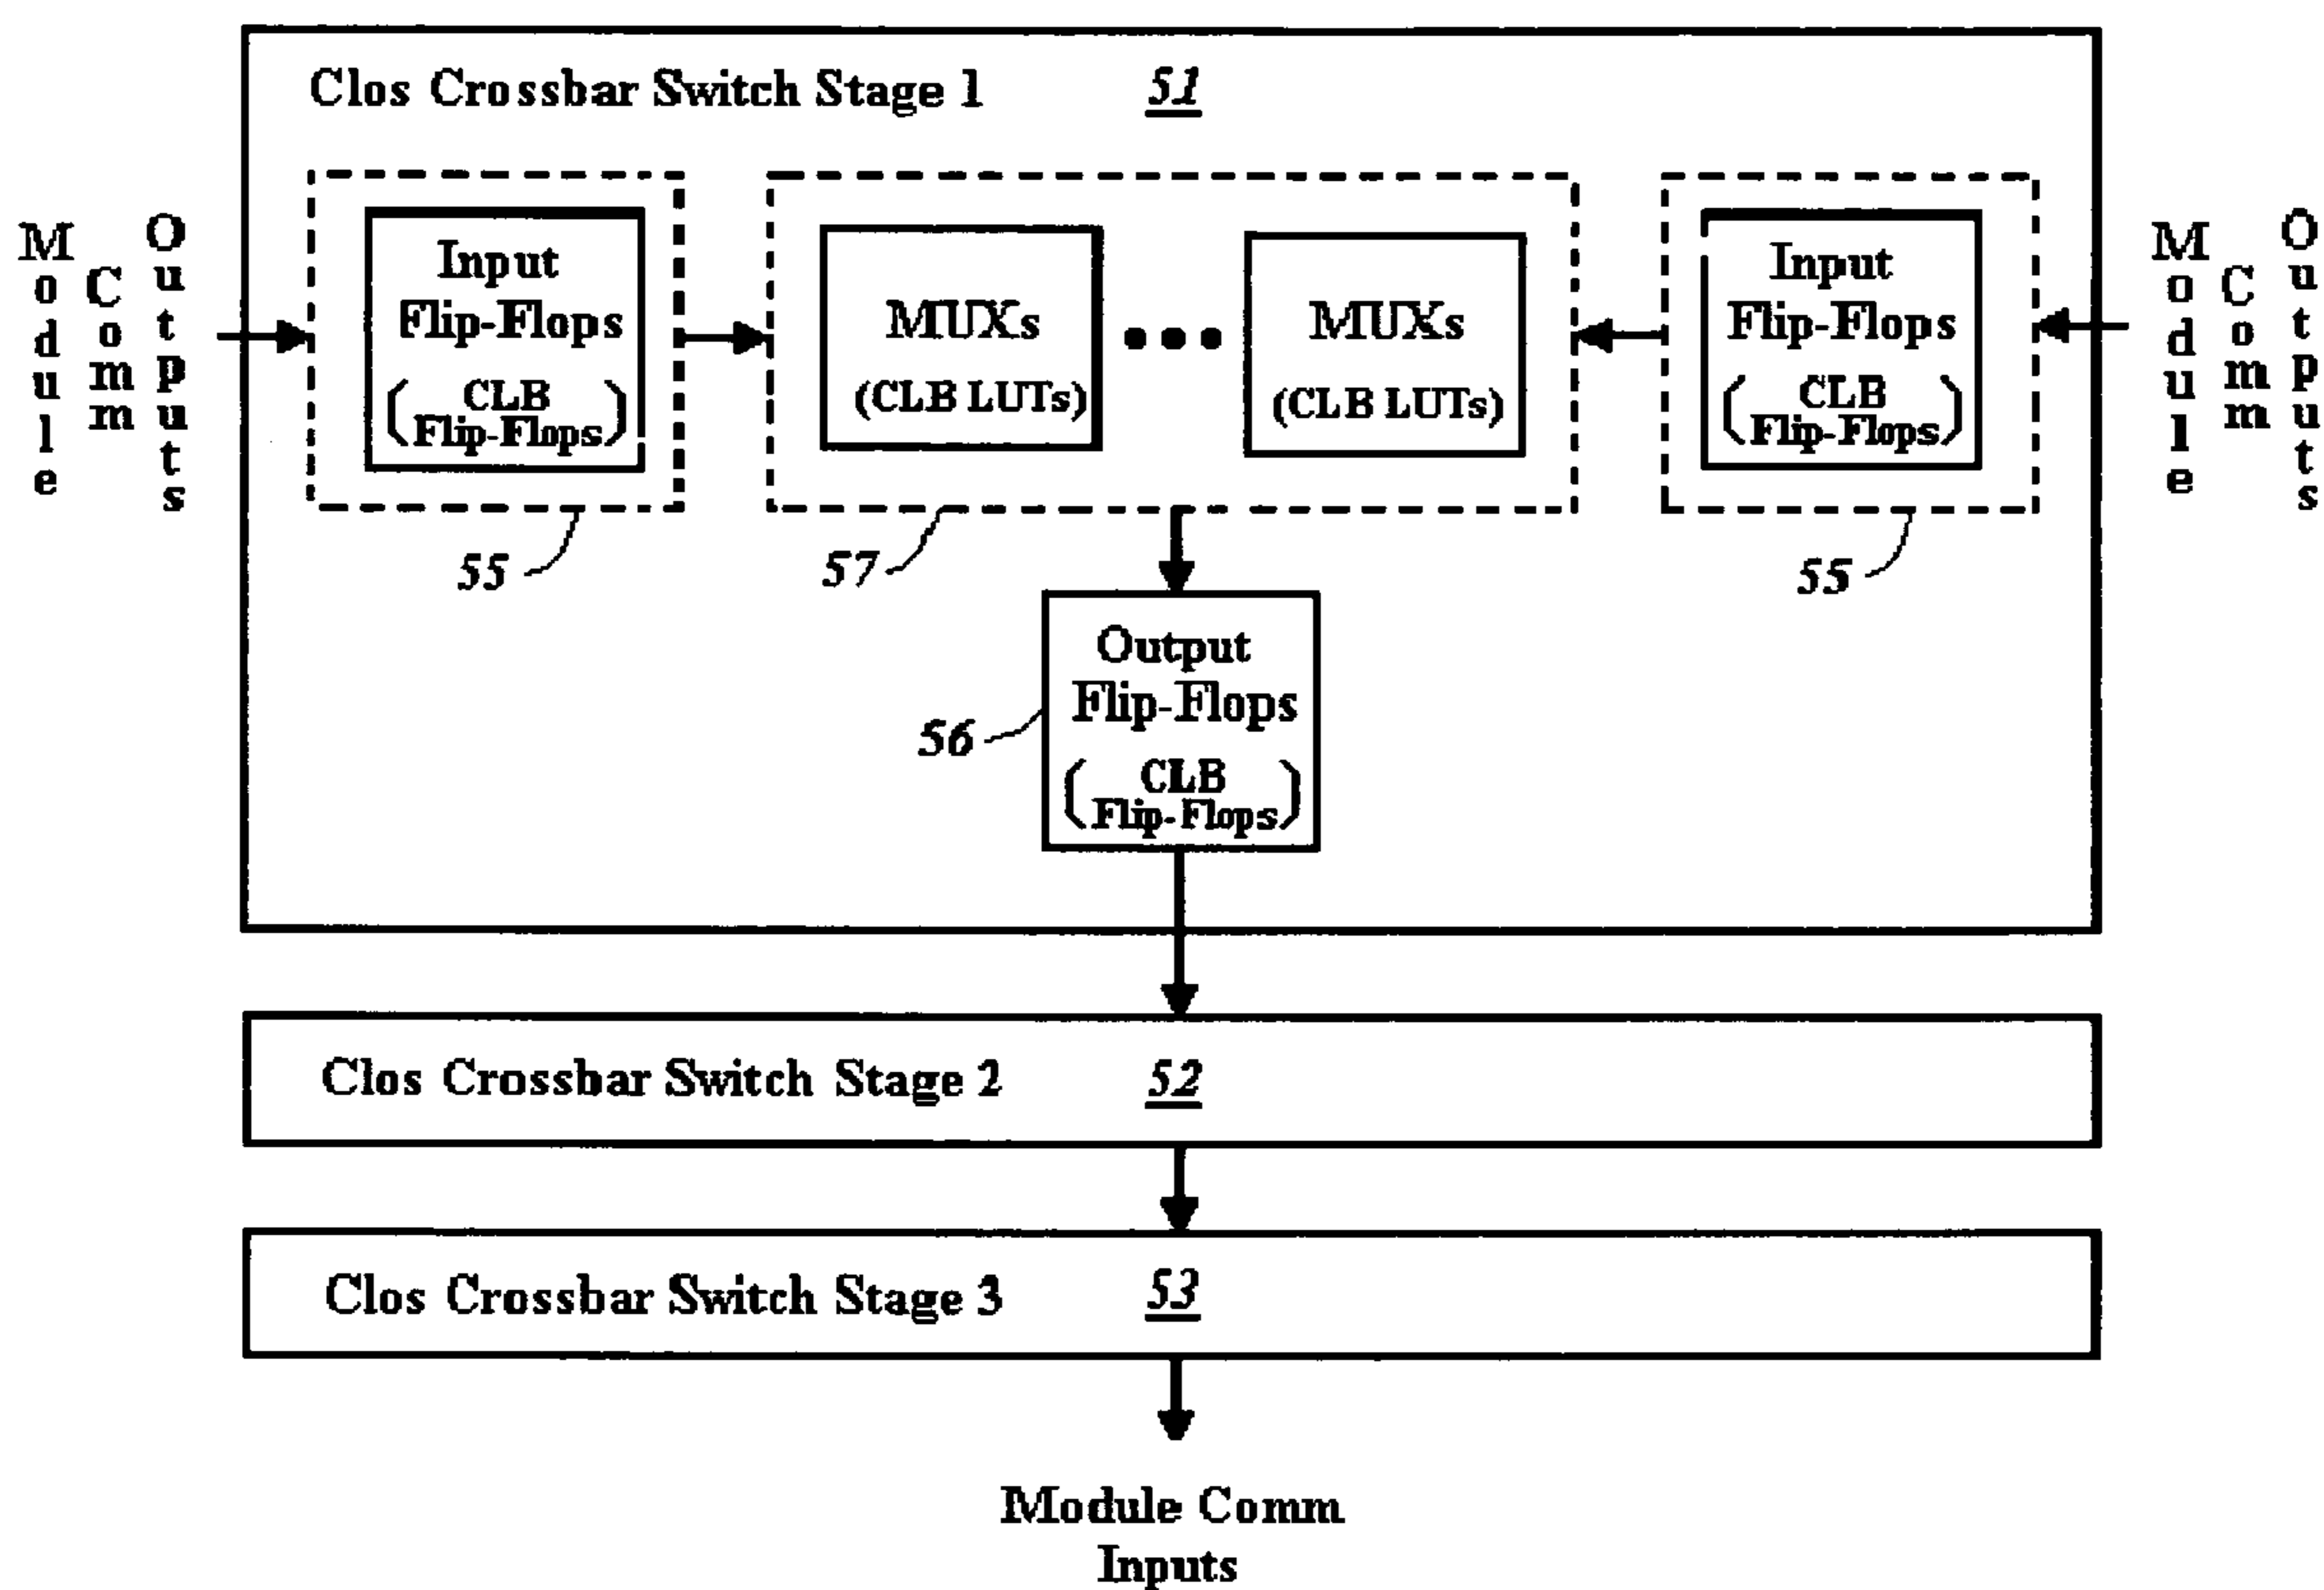 Clos Crossbar Switch Stage 1 51
Module
Comm
Outputs
Input
Flip-Flops
( CLB
Flip-Flops )
MUXs
(CLB LUTs)
•••
MUXs
(CLB LUTs)
Input
Flip-Flops
( CLB
Flip-Flops )
Module
Comm
Outputs
55
57
55
Output
Flip-Flops
( CLB
Flip-Flops )
56
Clos Crossbar Switch Stage 2 52
Clos Crossbar Switch Stage 3 53
Module Comm
Inputs